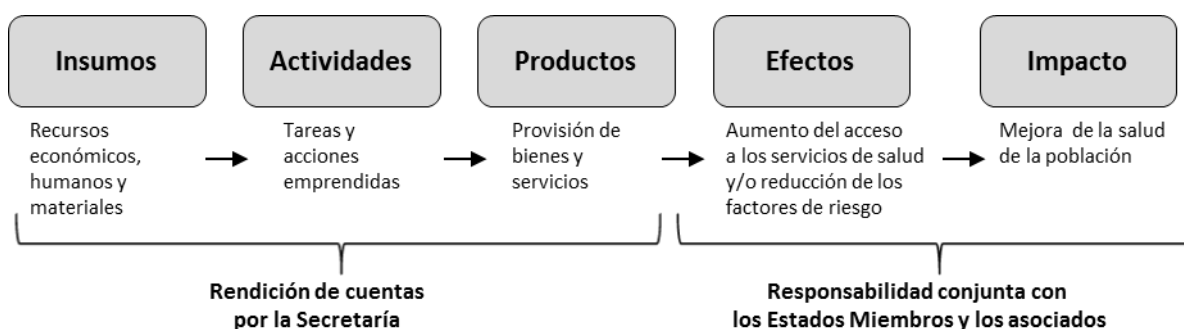 Insumos
Actividades
Productos
Efectos
Impacto
Recursos
económicos,
humanos y
materiales
Tareas y
acciones
emprendidas
Provisión de
bienes y
servicios
Aumento del acceso
a los servicios de salud
y/o reducción de los
factores de riesgo
Mejora de la salud
de la población
Rendición de cuentas
por la Secretaría
Responsabilidad conjunta con
los Estados Miembros y los asociados